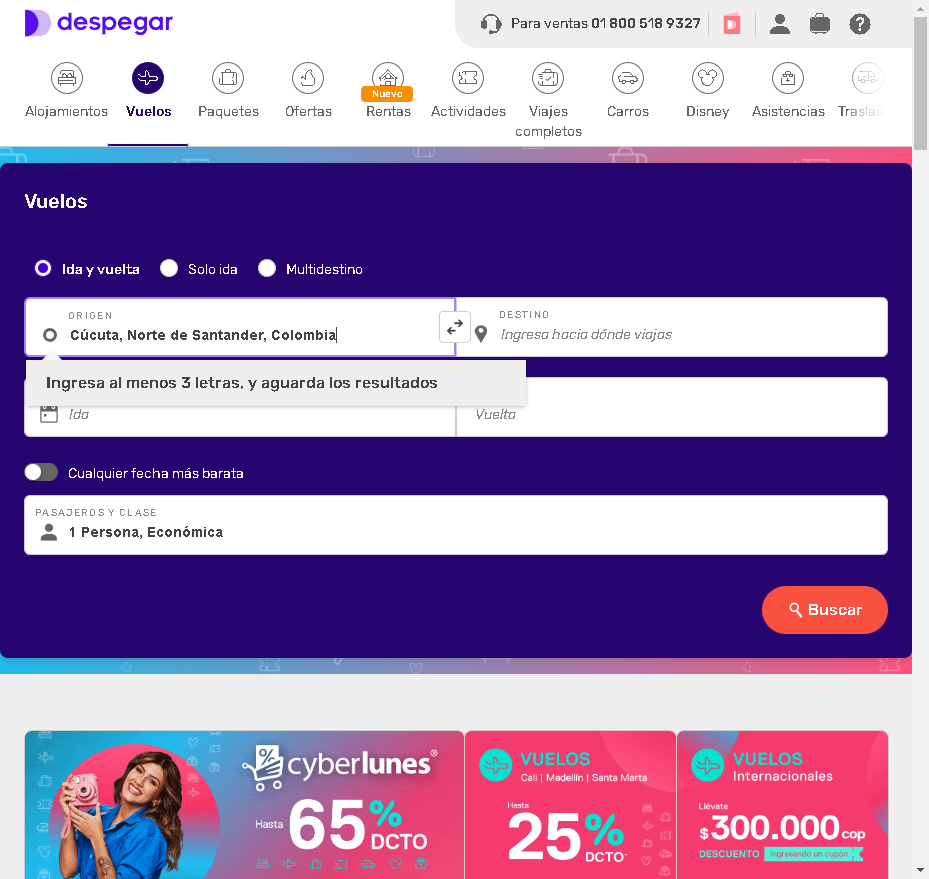 despegar
Para ventas 01 800 518 9327
Alojamientos
Vuelos
Paquetes
Ofertas
Nuevo
Rentas
Actividades
Viajes
completos
Carros
Disney
Asistencias
Traslad
Vuelos
Ida y vuelta
Solo ida
Multidestino
ORIGEN
Cúcuta, Norte de Santander, Colombia
DESTINO
Ingresa hacia dónde viajas
Ingresa al menos 3 letras, y aguarda los resultados
Ida
Vuelta
Cualquier fecha más barata
PASAJEROS Y CLASE
1 Persona, Económica
Buscar
cyberlunes®
Hasta 65% DCTO
VUELOS
Cali | Medellín | Santa Marta
Hasta
25% DCTO*
VUELOS
Internacionales
Llévate
$300.000 COP
DESCUENTO Ingresando un cupón*